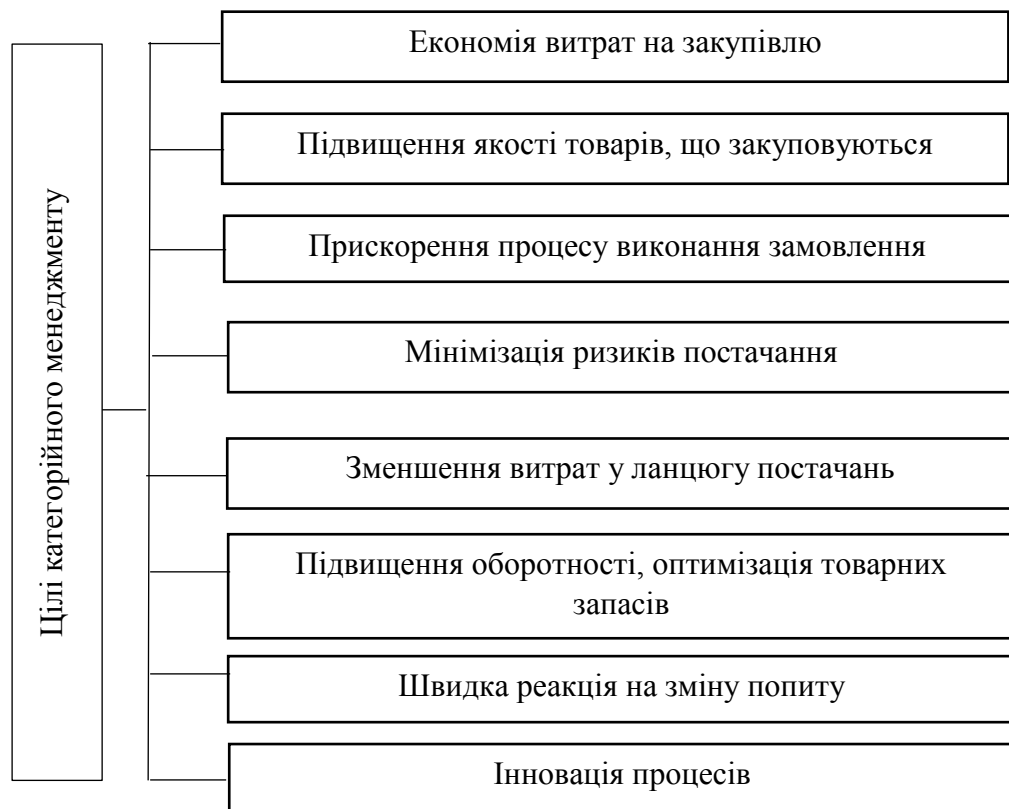 Цілі категорійного менеджменту
Економія витрат на закупівлю
Підвищення якості товарів, що закуповуються
Прискорення процесу виконання замовлення
Мінімізація ризиків постачання
Зменшення витрат у ланцюгу постачань
Підвищення оборотності, оптимізація товарних
запасів
Швидка реакція на зміну попиту
Інновація процесів